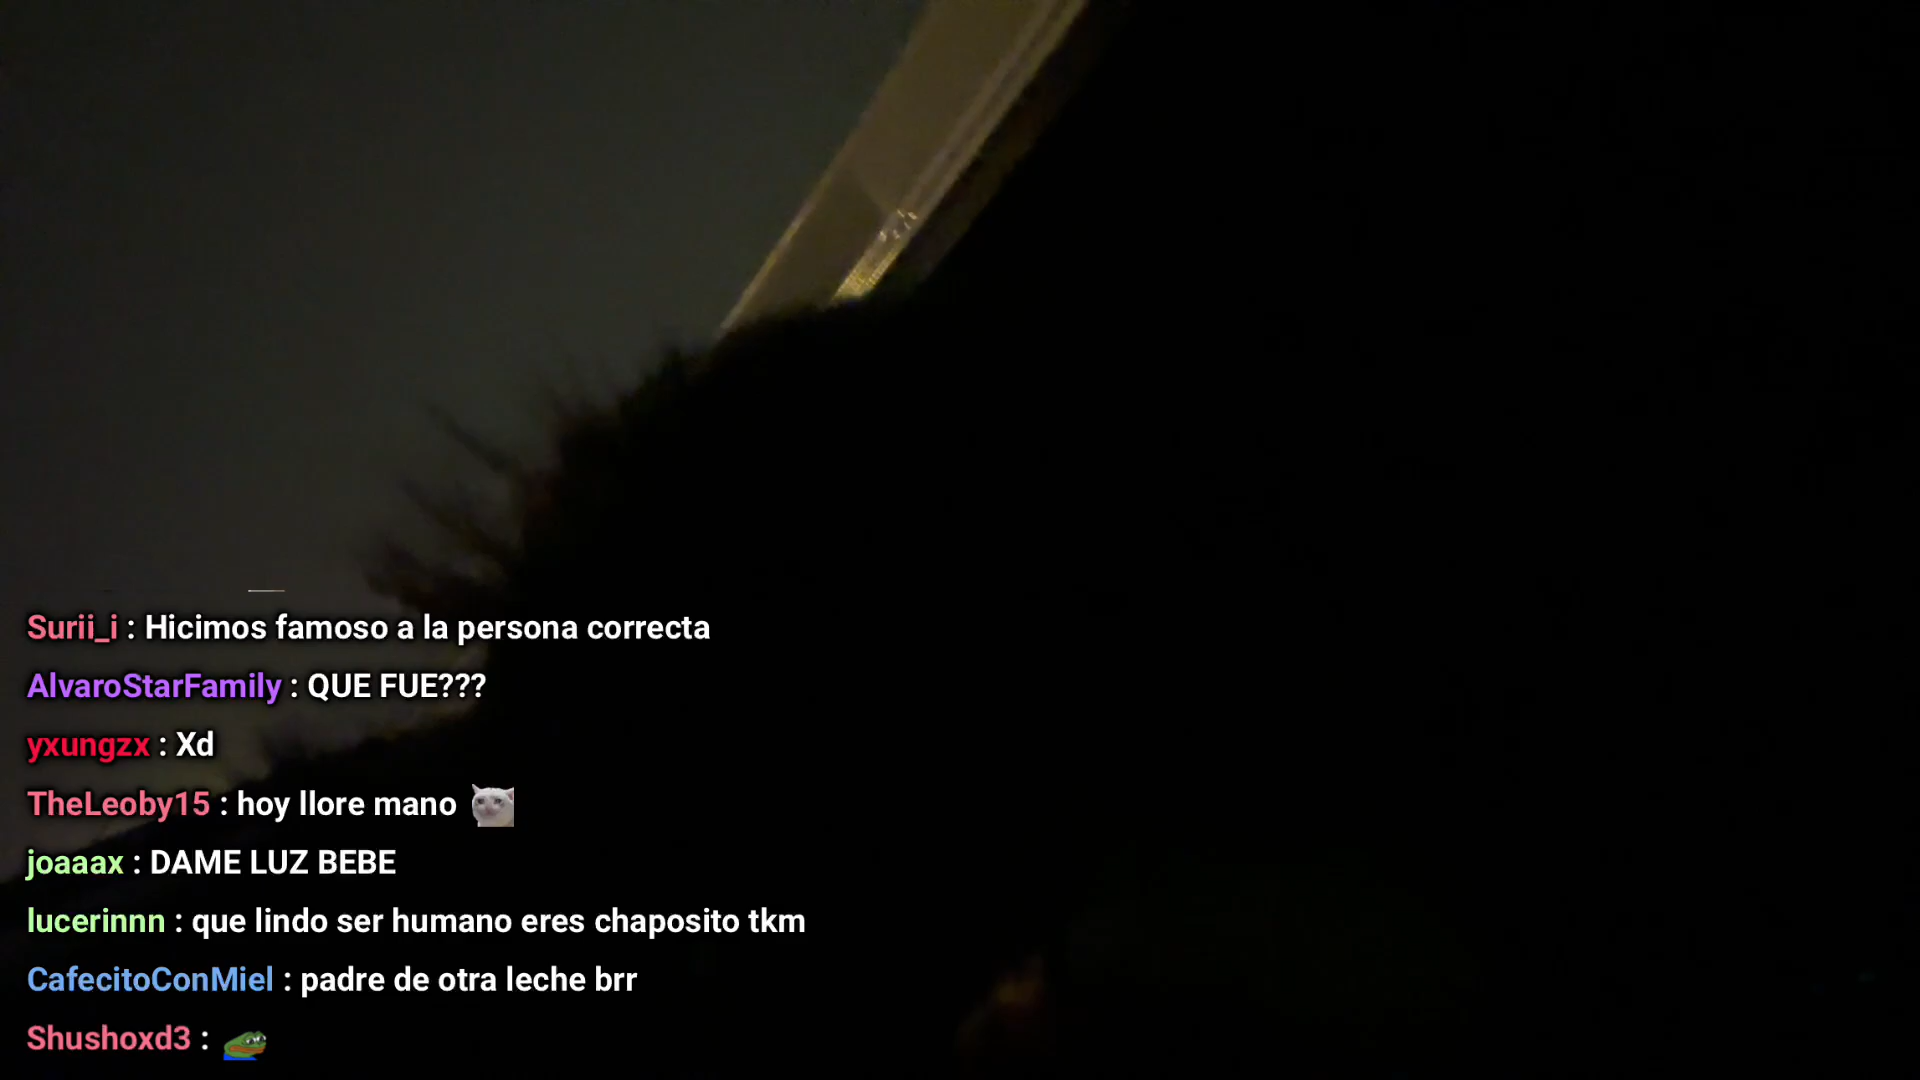 Surii_i : Hicimos famoso a la persona correcta
AlvaroStarFamily : QUE FUE???
yxungzx : Xd
TheLeoby15 : hoy llore mano
joaaax : DAME LUZ BEBE
lucerinnn : que lindo ser humano eres chaposito tkm
CafecitoConMiel : padre de otra leche brr
Shushoxd3 :